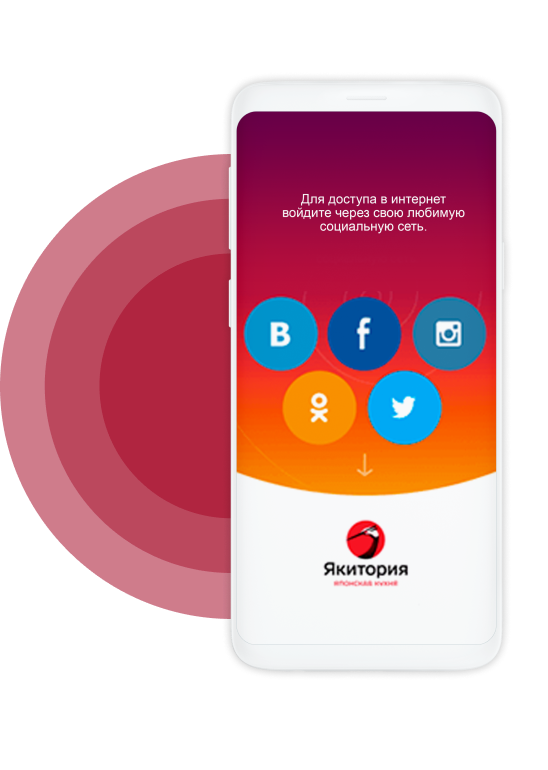 Для доступа в интернет
войдите через свою любимую
социальную сеть.
Якитория
ЯПОНСКАЯ КУХНЯ